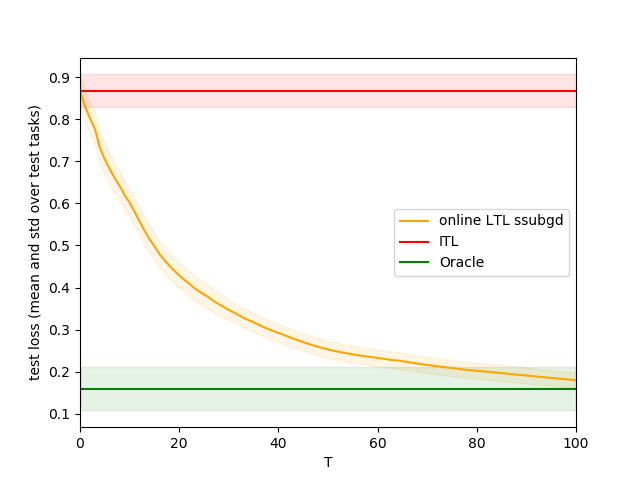 test loss (mean and std over test tasks)
0.9
0.8
0.7
0.6
0.5
0.4
0.3
0.2
0.1
online LTL ssubgd
ITL
Oracle
0 20 40 60 80 100
T